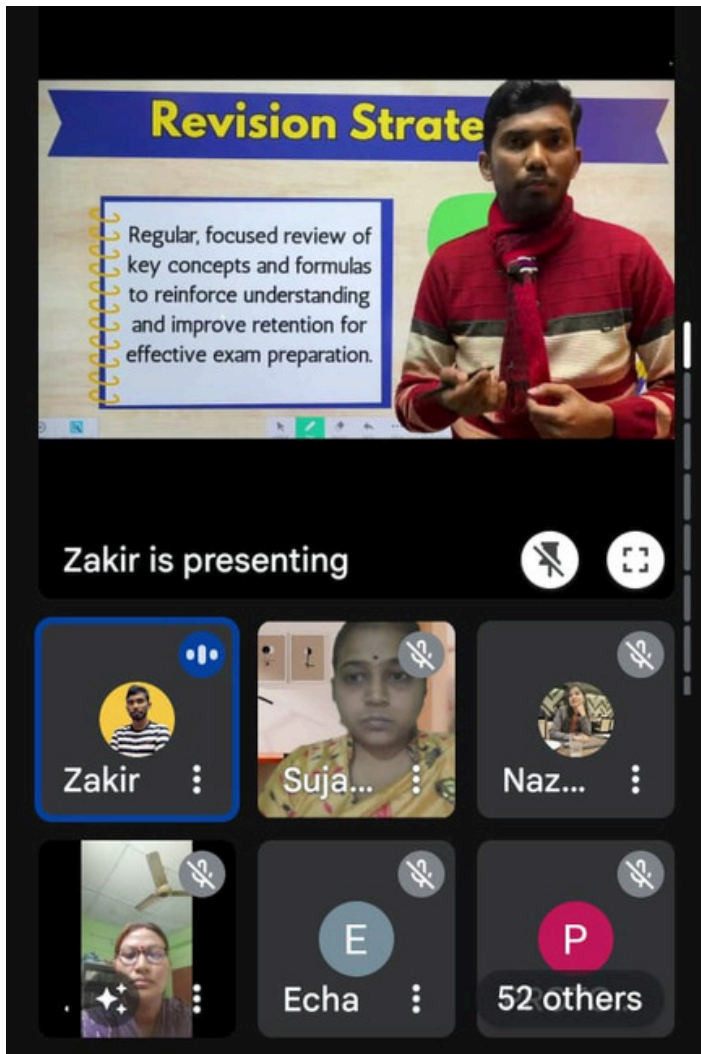 Revision Strate
Regular, focused review of
key concepts and formulas
to reinforce understanding
and improve retention for
effective exam preparation.
Zakir is presenting
Zakir
Suja...
Naz...
E
Echa
P
52 others